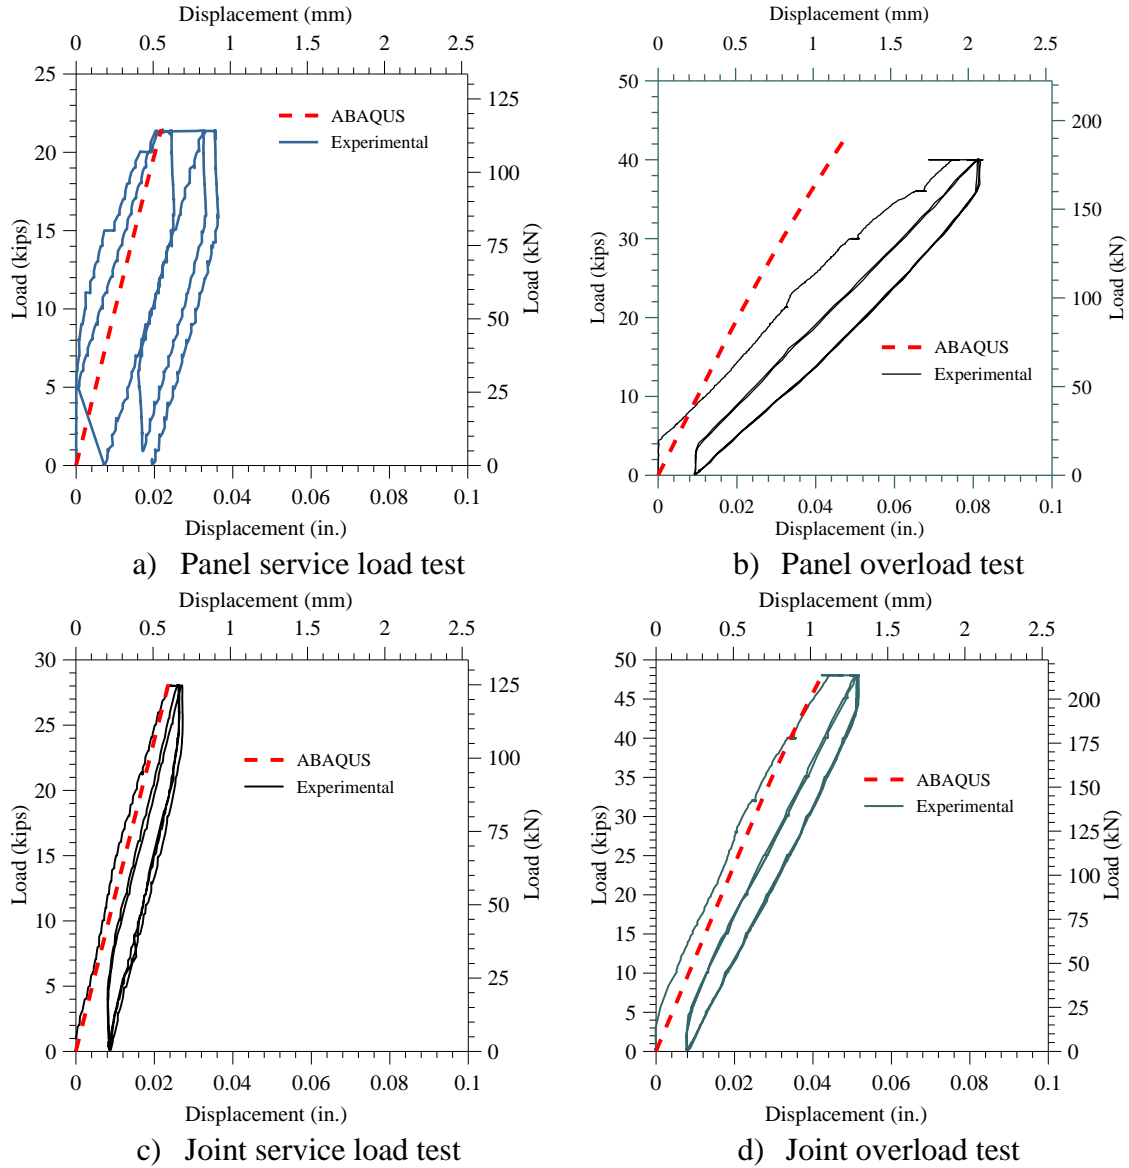 Displacement (mm)
0 0.5 1 1.5 2 2.5
25
20
15
10
5
0
Load (kips)
125
100
75
50
25
0
Load (kN)
ABAQUS
Experimental
0 0.02 0.04 0.06 0.08 0.1
Displacement (in.)
a) Panel service load test
Displacement (mm)
0 0.5 1 1.5 2 2.5
50
40
30
20
10
0
Load (kips)
200
150
100
50
0
Load (kN)
ABAQUS
Experimental
0 0.02 0.04 0.06 0.08 0.1
Displacement (in.)
b) Panel overload test
Displacement (mm)
0 0.5 1 1.5 2 2.5
30
25
20
15
10
5
0
Load (kips)
125
100
75
50
25
0
Load (kN)
ABAQUS
Experimental
0 0.02 0.04 0.06 0.08 0.1
Displacement (in.)
c) Joint service load test
Displacement (mm)
0 0.5 1 1.5 2 2.5
50
45
40
35
30
25
20
15
10
5
0
Load (kips)
200
175
150
125
100
75
50
25
0
Load (kN)
ABAQUS
Experimental
0 0.02 0.04 0.06 0.08 0.1
Displacement (in.)
d) Joint overload test